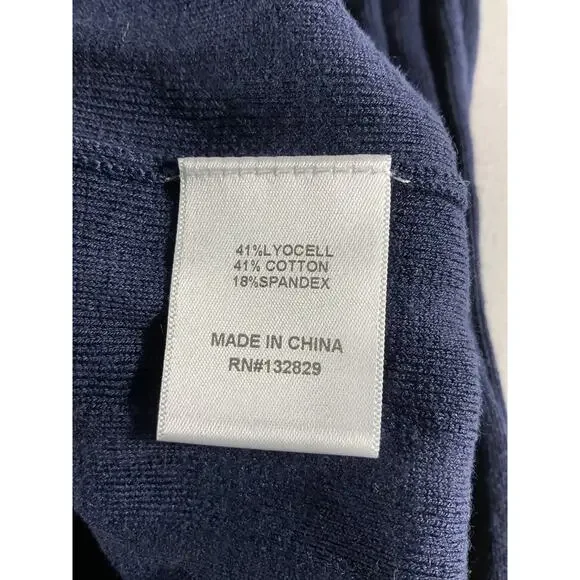 41%LYOCELL
41% COTTON
18%SPANDEX
MADE IN CHINA
RN#132829